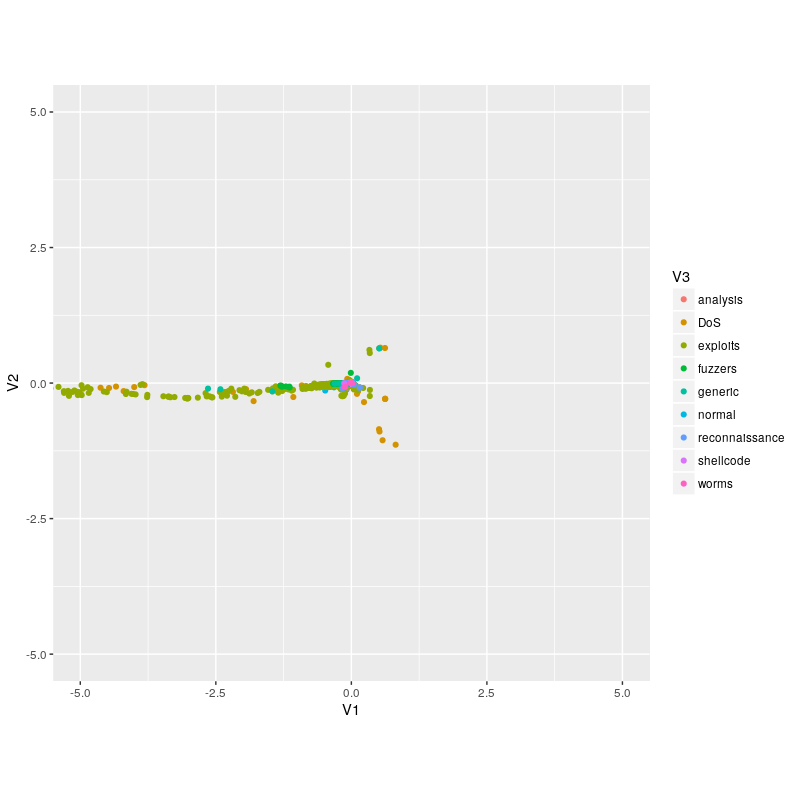 5.0
2.5
0.0
-2.5
-5.0
V2
-5.0
-2.5
0.0
2.5
5.0
V1
V3
analysis
DoS
exploits
fuzzers
generic
normal
reconnaissance
shellcode
worms